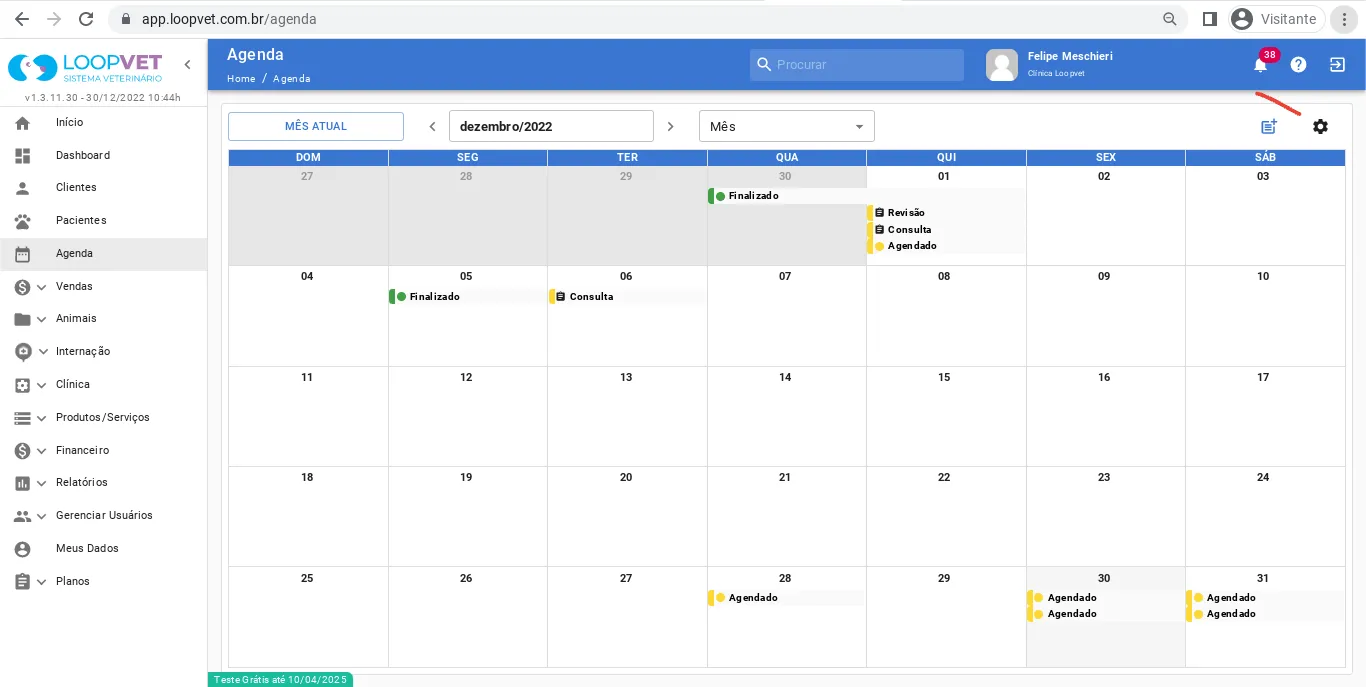 app.loopvet.com.br/agenda
Visitante
LOOPVET
SISTEMA VETERINÁRIO
v1.3.11.30 - 30/12/2022 10:44h
Início
Dashboard
Clientes
Pacientes
Agenda
Vendas
Animais
Internação
Clínica
Produtos/Serviços
Financeiro
Relatórios
Gerenciar Usuários
Meus Dados
Planos
Agenda
Home / Agenda
Procurar
Felipe Meschieri
Clínica Loopvet
38
MÊS ATUAL
dezembro/2022
Mês
DOM SEG TER QUA QUI SEX SÁB
27 28 29 30 01 02 03
Finalizado
Revisão
Consulta
Agendado
04 05 06 07 08 09 10
Finalizado Consulta
11 12 13 14 15 16 17
18 19 20 21 22 23 24
25 26 27 28 29 30 31
Agendado Agendado Agendado
Agendado Agendado
Teste Grátis até 10/04/2025